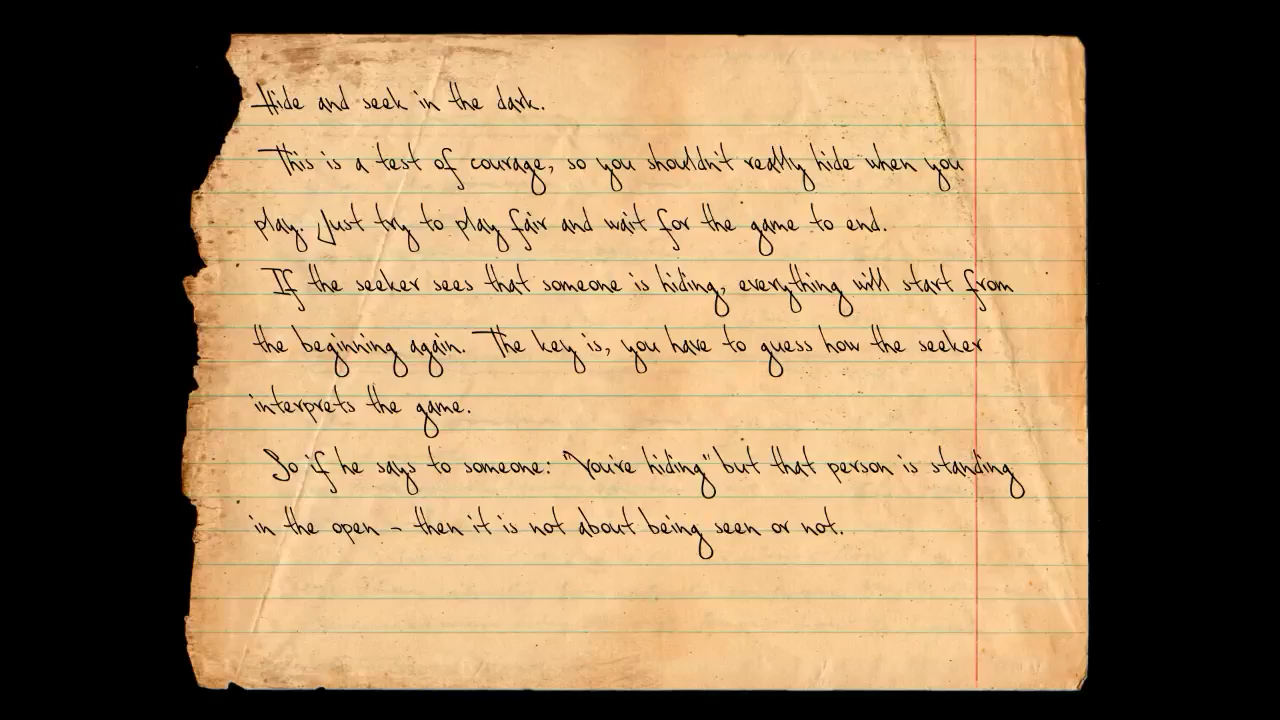 Hide and seek in the dark.
This is a test of courage, so you shouldn't really hide when you
play. Just try to play fair and wait for the game to end.
If the seeker sees that someone is hiding, everything will start from
the beginning again. The key is, you have to guess how the seeker
interprets the game.
So if he says to someone: "You're hiding" but that person is standing
in the open - then it is not about being seen or not.